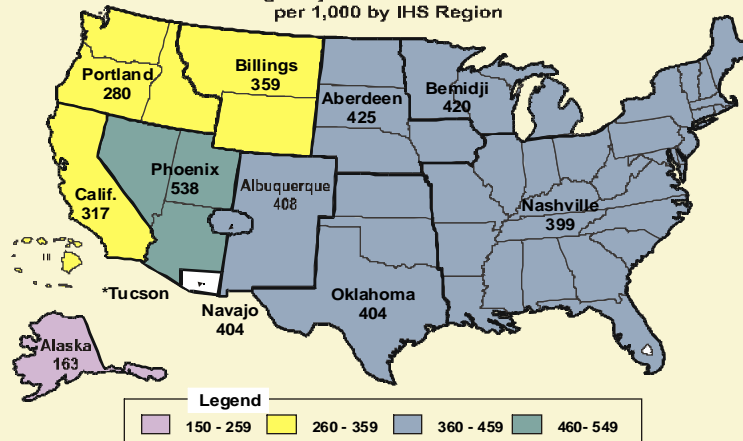 per 1,000 by IHS Region
Portland
280
Billings
359
Aberdeen
425
Bemidji
420
Phoenix
538
Albuquerque
408
Calif.
317
Nashville
399
*Tucson
Navajo
404
Oklahoma
404
Alaska
163
Legend
150 - 259
260 - 359
360 - 459
460- 549